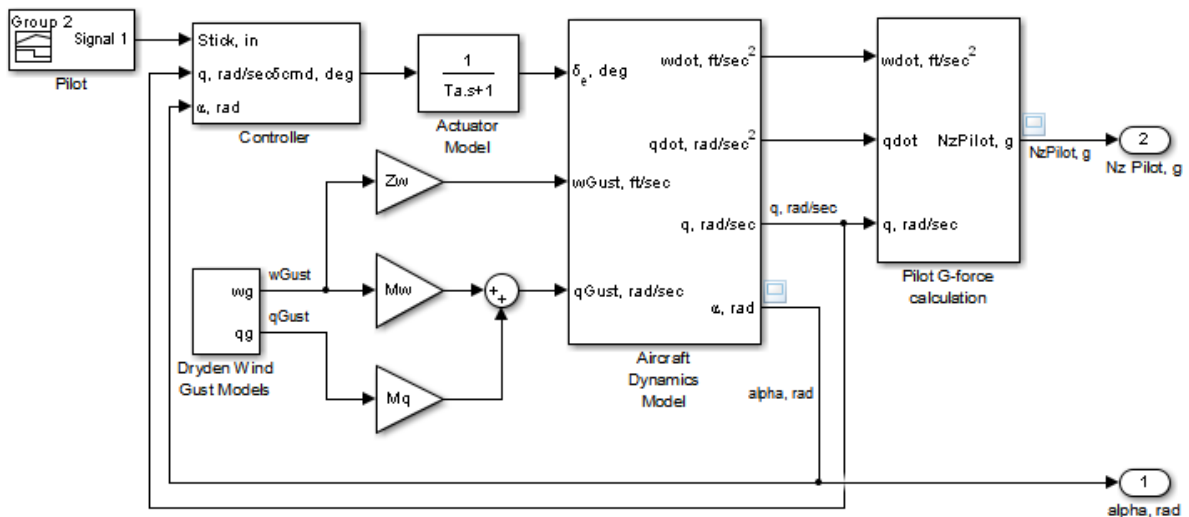 Group 2
Signal 1
Pilot
Stick, in
q, rad/sec
δcmd, deg
α, rad
Controller
1
Ta.s+1
Actuator
Model
δ_e, deg
wGust, ft/sec
qGust, rad/sec
wdot, ft/sec²
qdot, rad/sec²
q, rad/sec
α, rad
Aircraft
Dynamics
Model
q, rad/sec
alpha, rad
wdot, ft/sec²
qdot
q, rad/sec
NzPilot, g
Pilot G-force
calculation
NzPilot, g
2
Nz Pilot, g
Zw
Mw
Mq
+
+
wGust
qGust
wg
qg
Dryden Wind
Gust Models
1
alpha, rad